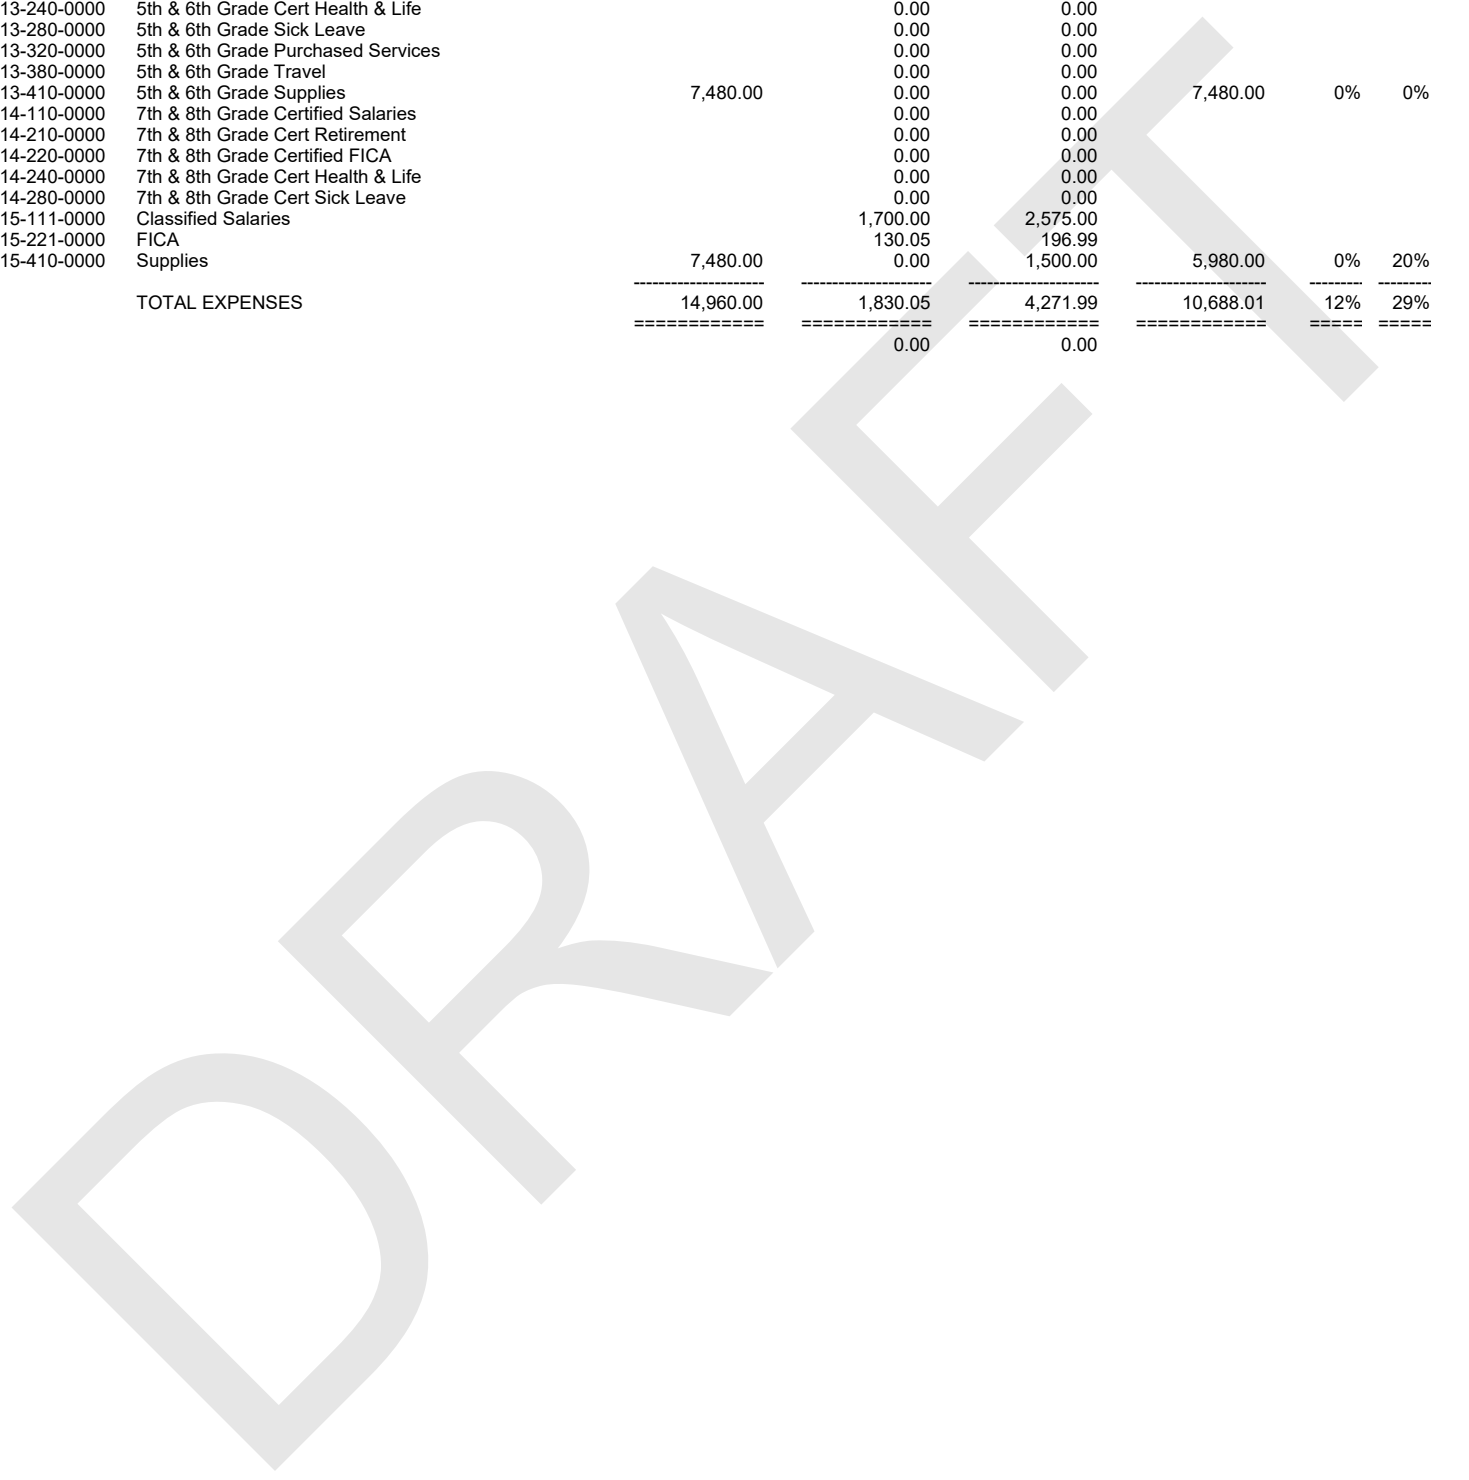 13-240-0000 5th & 6th Grade Cert Health & Life 0.00 0.00
13-280-0000 5th & 6th Grade Sick Leave 0.00 0.00
13-320-0000 5th & 6th Grade Purchased Services 0.00 0.00
13-380-0000 5th & 6th Grade Travel 0.00 0.00
13-410-0000 5th & 6th Grade Supplies 7,480.00 0.00 0.00 7,480.00 0% 0%
14-110-0000 7th & 8th Grade Certified Salaries 0.00 0.00
14-210-0000 7th & 8th Grade Cert Retirement 0.00 0.00
14-220-0000 7th & 8th Grade Certified FICA 0.00 0.00
14-240-0000 7th & 8th Grade Cert Health & Life 0.00 0.00
14-280-0000 7th & 8th Grade Cert Sick Leave 0.00 0.00
15-111-0000 Classified Salaries 1,700.00 2,575.00
15-221-0000 FICA 130.05 196.99
15-410-0000 Supplies 7,480.00 0.00 1,500.00 5,980.00 0% 20%
--------------------- --------------------- --------------------- --------------------- -------- --------
TOTAL EXPENSES 14,960.00 1,830.05 4,271.99 10,688.01 12% 29%
============ ============ ============ ============ ===== =====
0.00 0.00
DRAFT